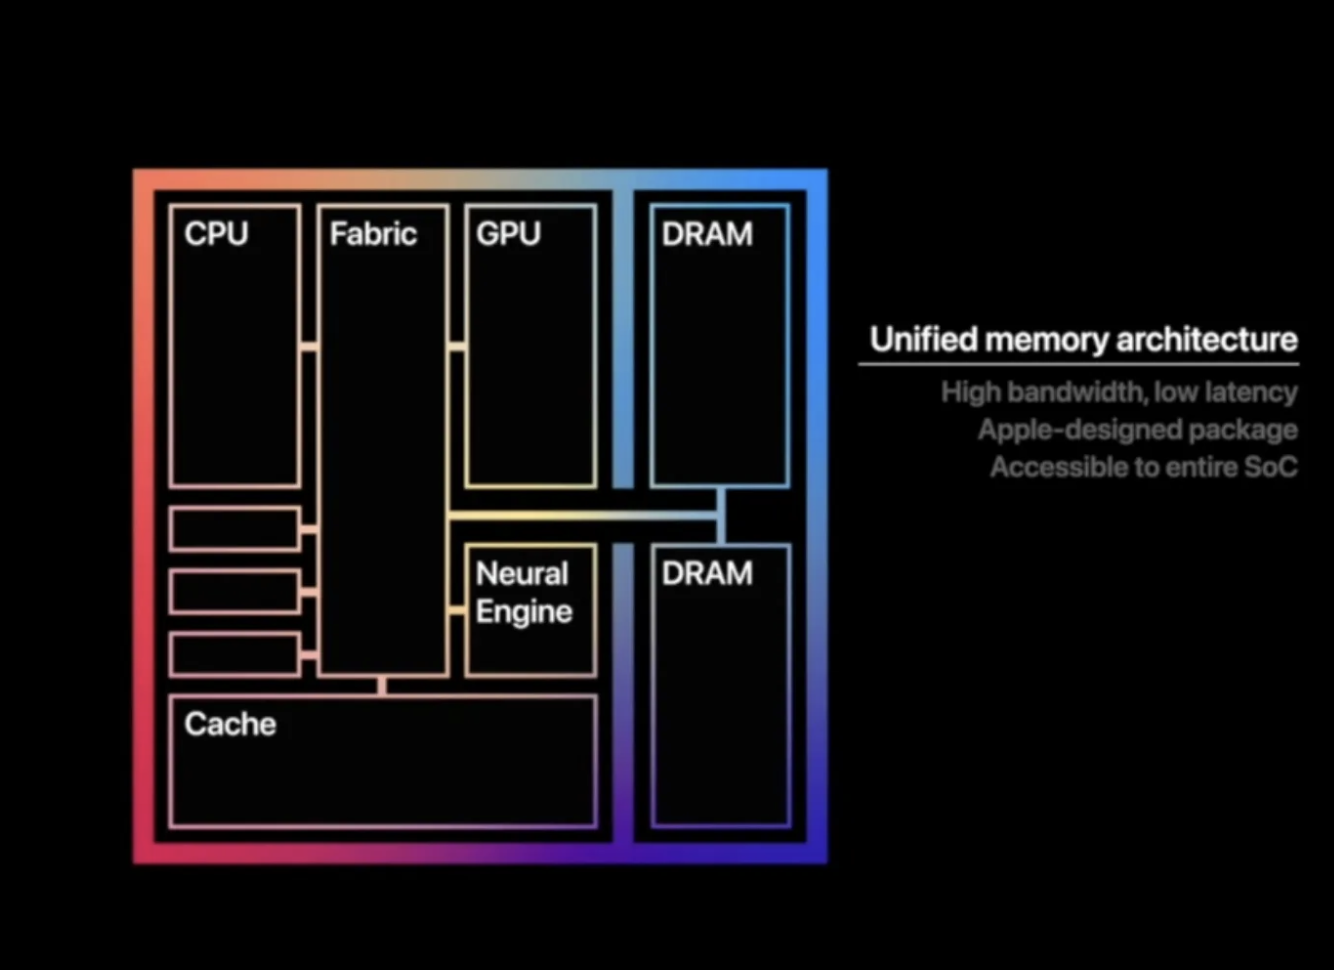 CPU
Fabric
GPU
DRAM
Unified memory architecture
High bandwidth, low latency
Apple-designed package
Accessible to entire SoC
Neural
Engine
DRAM
Cache